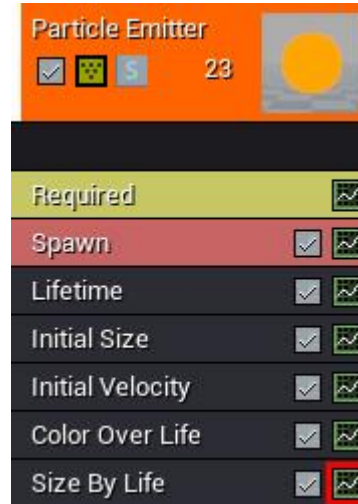 Particle Emitter
S 23
Required
Spawn
Lifetime
Initial Size
Initial Velocity
Color Over Life
Size By Life